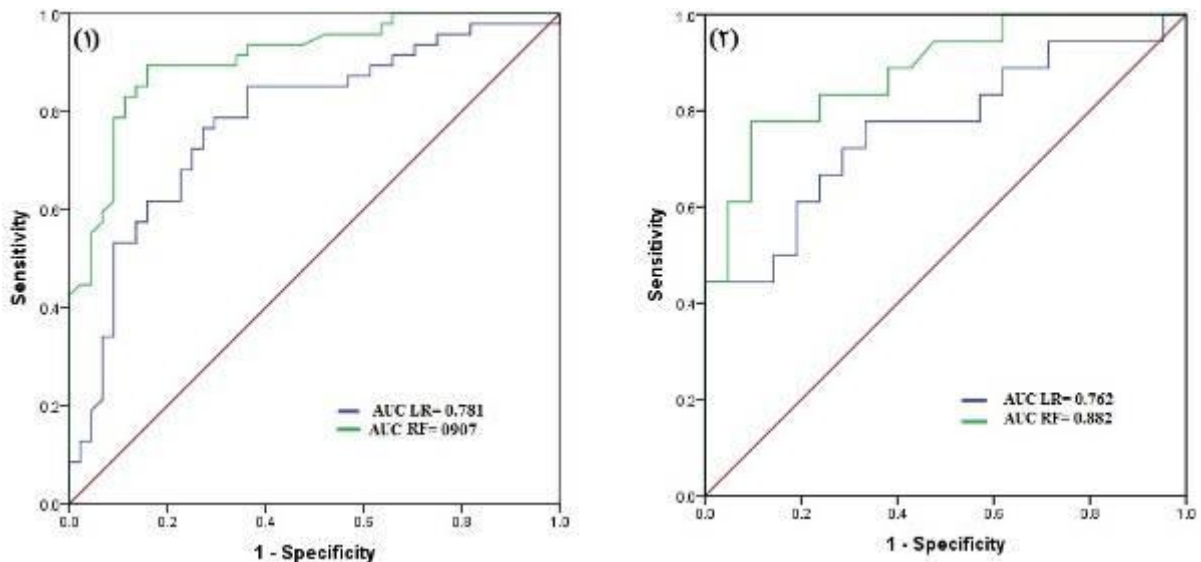 (۱)
1.0
0.8
0.6
0.4
0.2
0.0
Sensitivity
AUC LR= 0.781
AUC RF= 0907
0.0 0.2 0.4 0.6 0.8 1.0
1 - Specificity
(۲)
1.0
0.8
0.6
0.4
0.2
0.0
Sensitivity
AUC LR= 0.762
AUC RF= 0.882
0.0 0.2 0.4 0.6 0.8 1.0
1 - Specificity